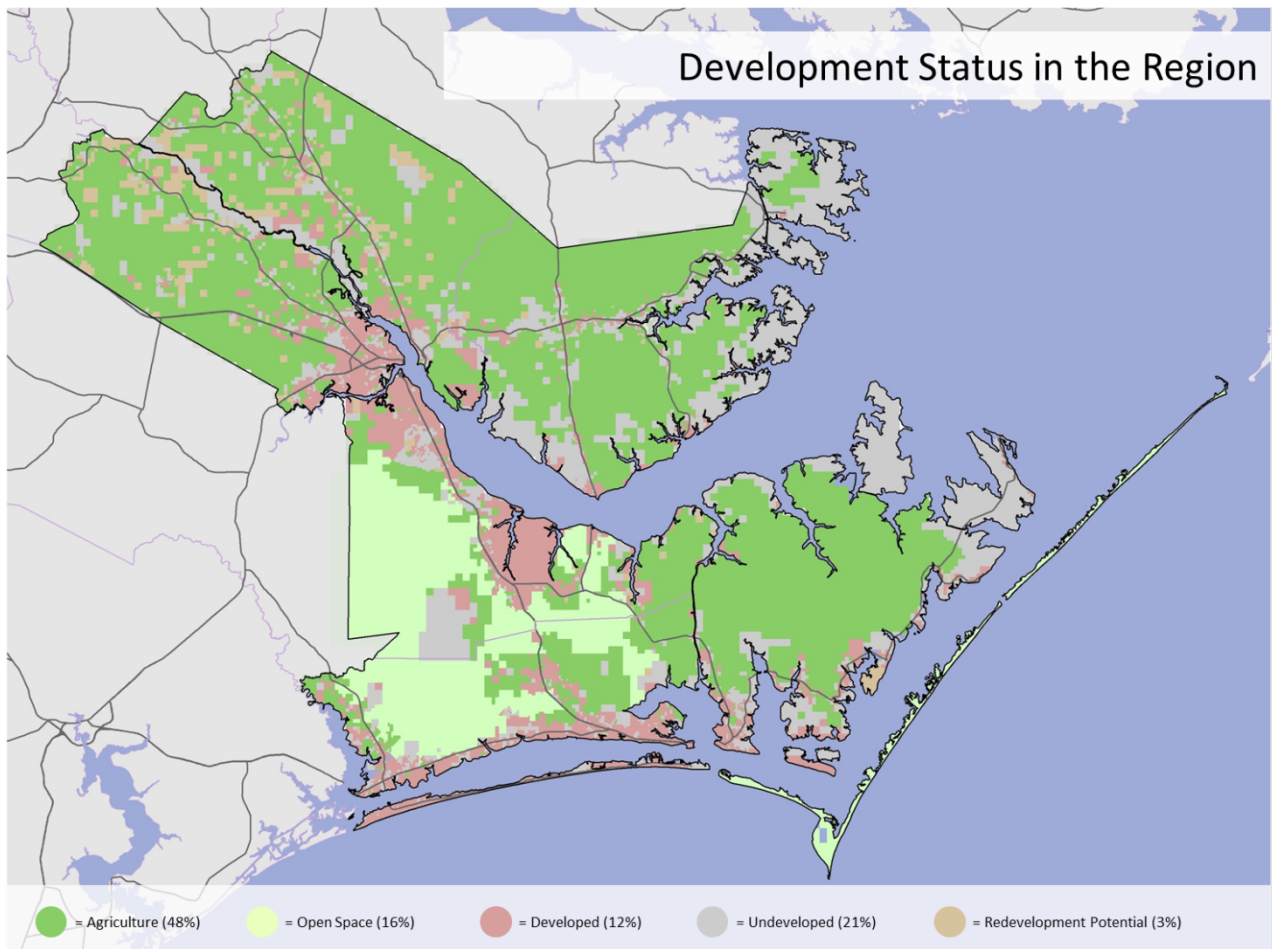 Development Status in the Region
= Agriculture (48%)
= Open Space (16%)
= Developed (12%)
= Undeveloped (21%)
= Redevelopment Potential (3%)